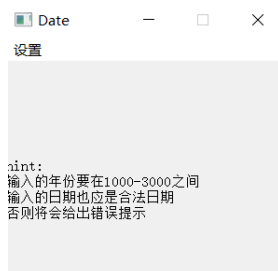 Date
设置
hint:
输入的年份要在1000-3000之间
输入的日期也应是合法日期
否则将会给出错误提示